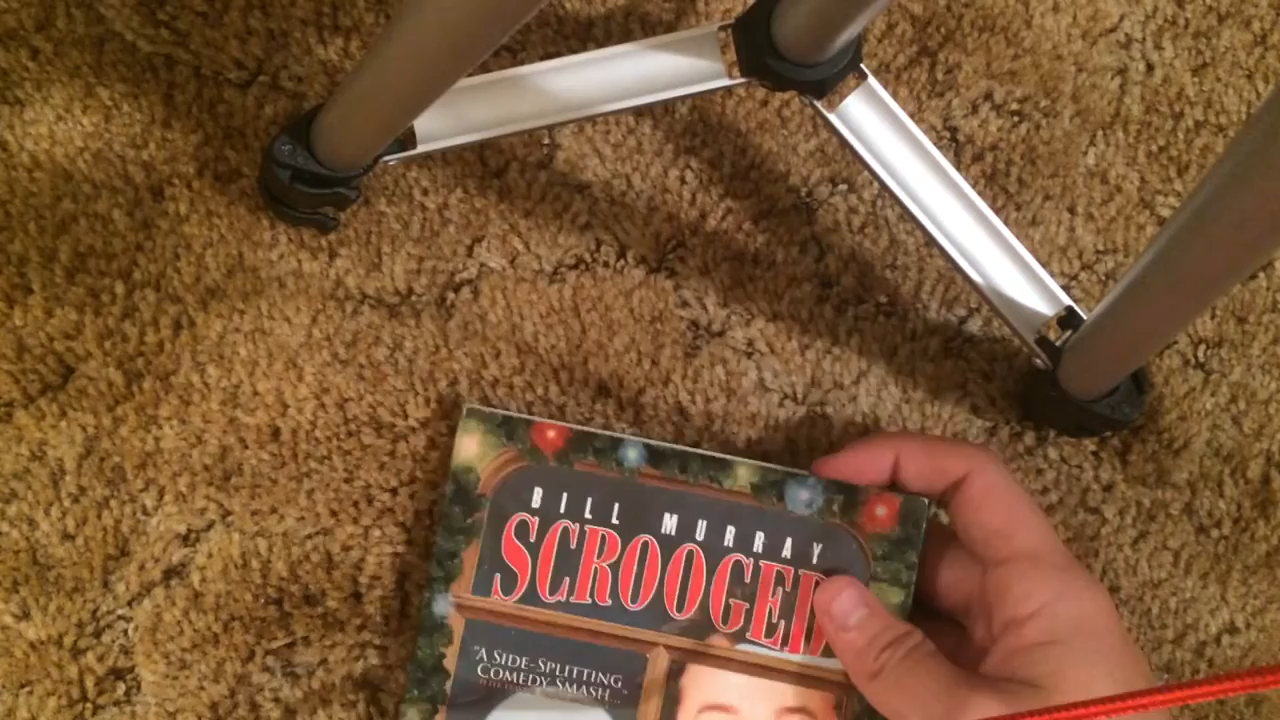 BILL MURRAY
SCROOGED
"A SIDE-SPLITTING
COMEDY SMASH..."